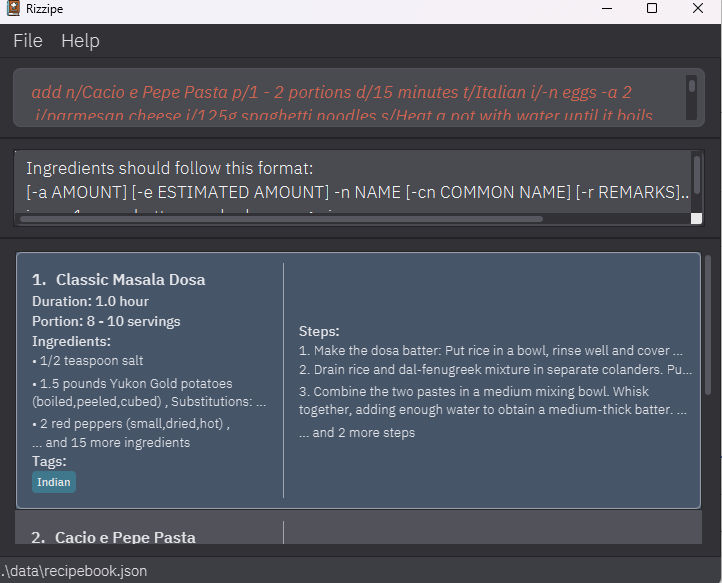 Rizzipe
File Help
add n/Cacio e Pepe Pasta p/1 - 2 portions d/15 minutes t/Italian i/-n eggs -a 2
i/parmesan cheese i/125g spaghetti noodles s/Heat a pot with water until it boils
Ingredients should follow this format:
[-a AMOUNT] [-e ESTIMATED AMOUNT] -n NAME [-cn COMMON NAME] [-r REMARKS]..
1. Classic Masala Dosa
Duration: 1.0 hour
Portion: 8 - 10 servings
Ingredients:
• 1/2 teaspoon salt
• 1.5 pounds Yukon Gold potatoes
(boiled,peeled,cubed) , Substitutions: ...
• 2 red peppers (small,dried,hot) ,
... and 15 more ingredients
Tags:
Indian
Steps:
1. Make the dosa batter: Put rice in a bowl, rinse well and cover ...
2. Drain rice and dal-fenugreek mixture in separate colanders. Pu...
3. Combine the two pastes in a medium mixing bowl. Whisk
together, adding enough water to obtain a medium-thick batter. ...
... and 2 more steps
2. Cacio e Pepe Pasta
.\data\recipebook.json